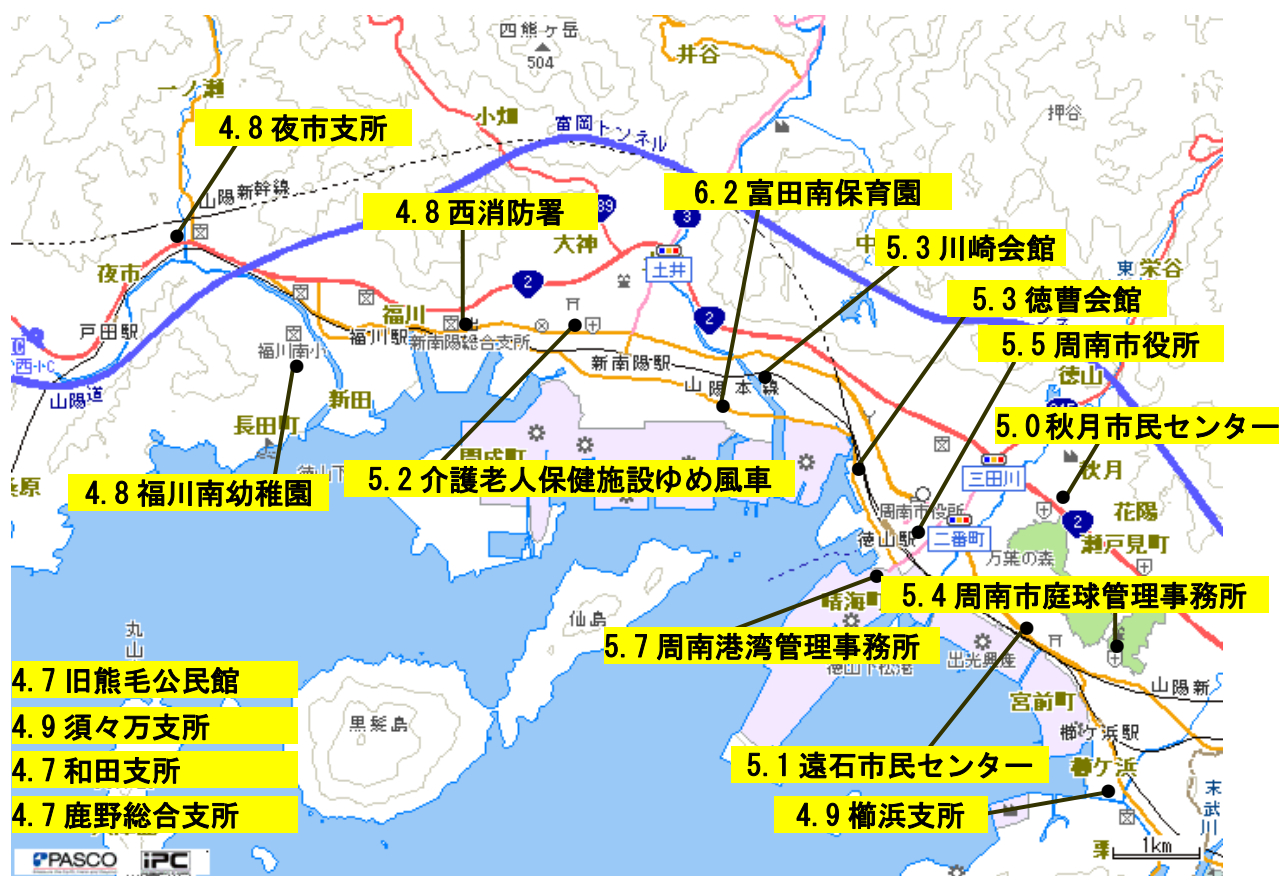 四熊ヶ岳
504
井谷
一ノ瀬
小畑
富岡トンネル
押谷
4.8 夜市支所
山陽新幹線
6.2 富田南保育園
4.8 西消防署
3
大神
5.3 川崎会館
土井
東
栄谷
夜市
2
5.3 徳曹会館
福川
2
戸田駅
福川駅
新南陽総合支所
5.5 周南市役所
福川南小
新南陽駅
山陽本線
徳山
山陽道
新田
長田町
5.0 秋月市民センター
5.2 介護老人保健施設ゆめ風車
三田川
秋月
4.8 福川南幼稚園
周南市役所
花陽
2
徳山駅
二番町
瀬戸見町
万葉の森
5.4 周南市庭球管理事務所
仙島
丸山
5.7 周南港湾管理事務所
出光興産
4.7 旧熊毛公民館
山陽新
宮前町
4.9 須々万支所
黒髪島
櫛ケ浜駅
5.1 遠石市民センター
4.7 和田支所
櫛ケ浜
末武川
4.7 鹿野総合支所
4.9 櫛浜支所
1km
PASCO
iPC